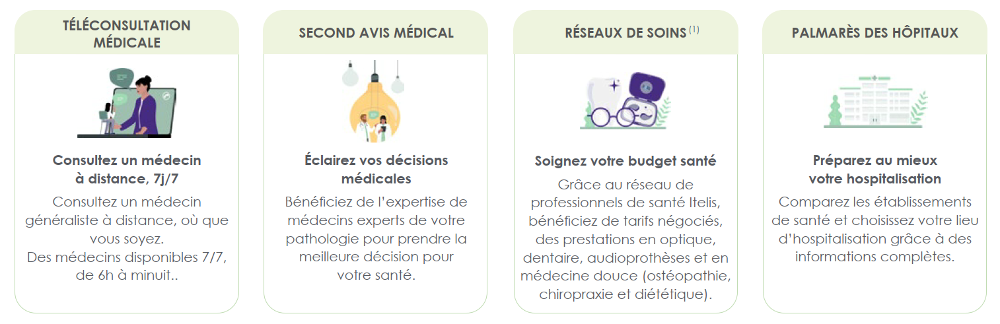 TÉLÉCONSULTATION
MÉDICALE
Consultez un médecin
à distance, 7j/7
Consultez un médecin
généraliste à distance, où que
vous soyez.
Des médecins disponibles 7/7,
de 6h à minuit..
SECOND AVIS MÉDICAL
Éclairez vos décisions
médicales
Bénéficiez de l’expertise de
médecins experts de votre
pathologie pour prendre la
meilleure décision pour
votre santé.
RÉSEAUX DE SOINS (1)
Soignez votre budget santé
Grâce au réseau de
professionnels de santé Itelis,
bénéficiez de tarifs négociés,
des prestations en optique,
dentaire, audioprothèses et en
médecine douce (ostéopathie,
chiropraxie et diététique).
PALMARÈS DES HÔPITAUX
Préparez au mieux
votre hospitalisation
Comparez les établissements
de santé et choisissez votre lieu
d’hospitalisation grâce à des
informations complètes.